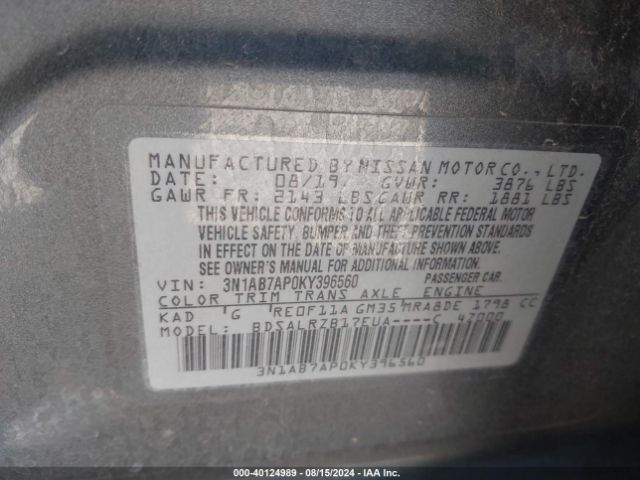 MANUFACTURED BY NISSAN MOTOR CO., LTD.
DATE: 08/19 GVWR: 3876 LBS
GAWR FR: 2143 LBS GAWR RR: 1881 LBS
THIS VEHICLE CONFORMS TO ALL APPLICABLE FEDERAL MOTOR
VEHICLE SAFETY, BUMPER AND THEFT PREVENTION STANDARDS
IN EFFECT ON THE DATE OF MANUFACTURE SHOWN ABOVE.
SEE OWNER'S MANUAL FOR ADDITIONAL INFORMATION.
VIN: 3N1AB7AP0KY396560 PASSENGER CAR.
COLOR TRIM TRANS AXLE ENGINE
KAD G RE0F11A GM35 MRA8DE 1798 CC
MODEL: BDSALRZB17EUA----C 47000
3N1AB7AP0KY396560
000-40124989 - 08/15/2024 - IAA Inc.